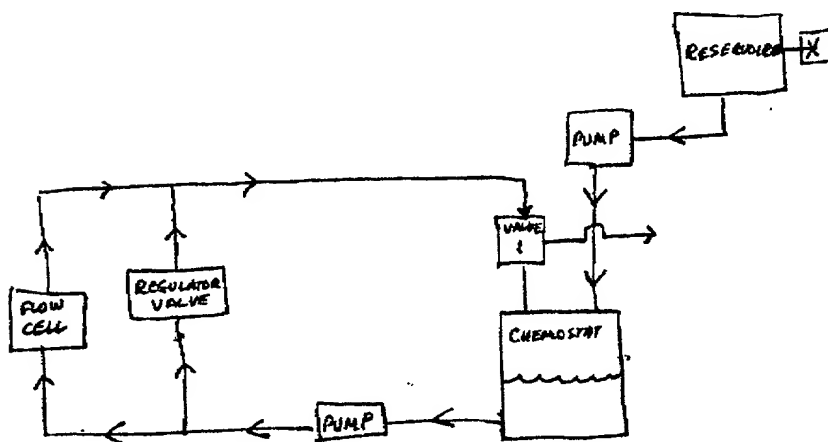 RESERVOIR
X
PUMP
VALVE
1
REGULATOR
VALVE
FLOW
CELL
CHEMOSTAT
PUMP